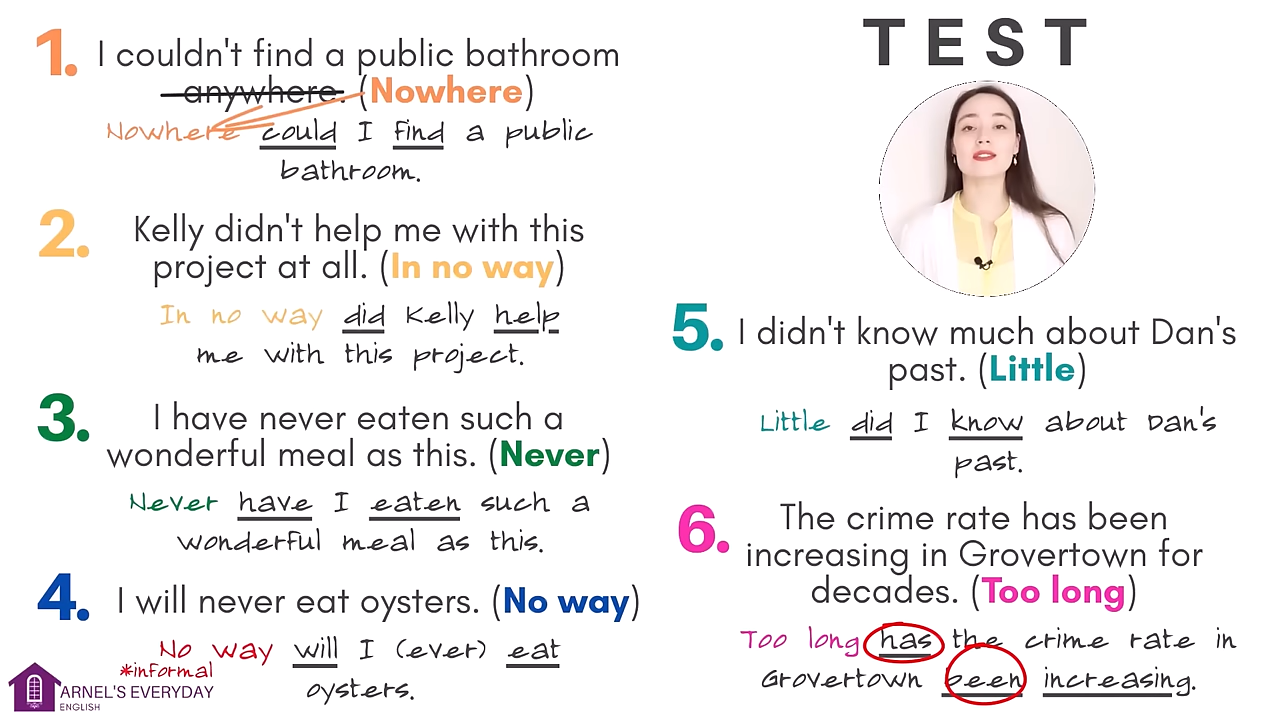 1. I couldn't find a public bathroom
anywhere. (Nowhere)
Nowhere could I find a public
bathroom.
2. Kelly didn't help me with this
project at all. (In no way)
In no way did Kelly help
me with this project.
3. I have never eaten such a
wonderful meal as this. (Never)
Never have I eaten such a
wonderful meal as this.
4. I will never eat oysters. (No way)
No way will I (ever) eat
*informal
oysters.
ARNEL'S EVERYDAY
ENGLISH
TEST
5. I didn't know much about Dan's
past. (Little)
Little did I know about Dan's
past.
6. The crime rate has been
increasing in Grovertown for
decades. (Too long)
Too long has the crime rate in
Grovertown been increasing.